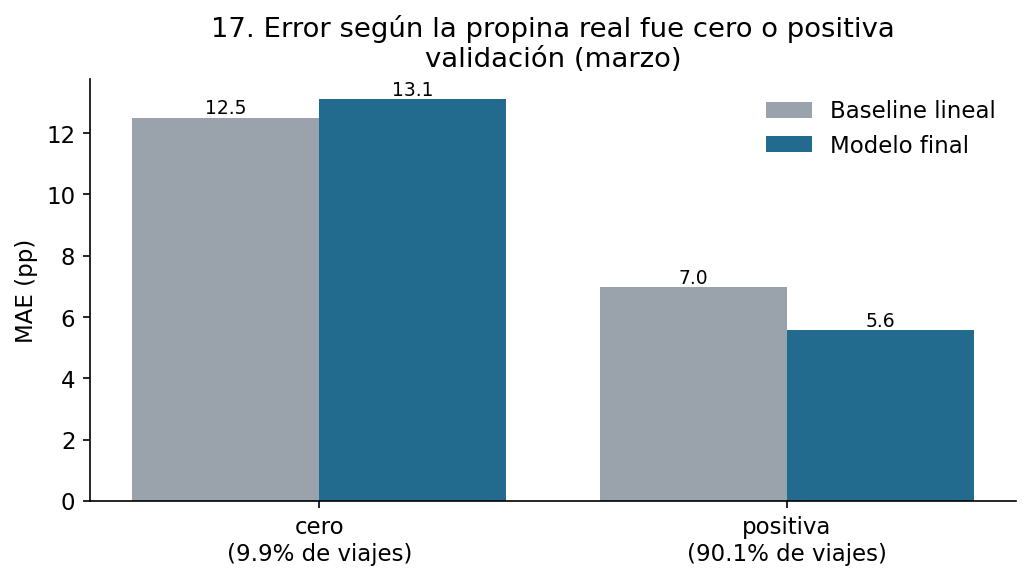 17. Error según la propina real fue cero o positiva
validación (marzo)
Baseline lineal
Modelo final
MAE (pp)
12
10
8
6
4
2
0
12.5
13.1
7.0
5.6
cero
(9.9% de viajes)
positiva
(90.1% de viajes)